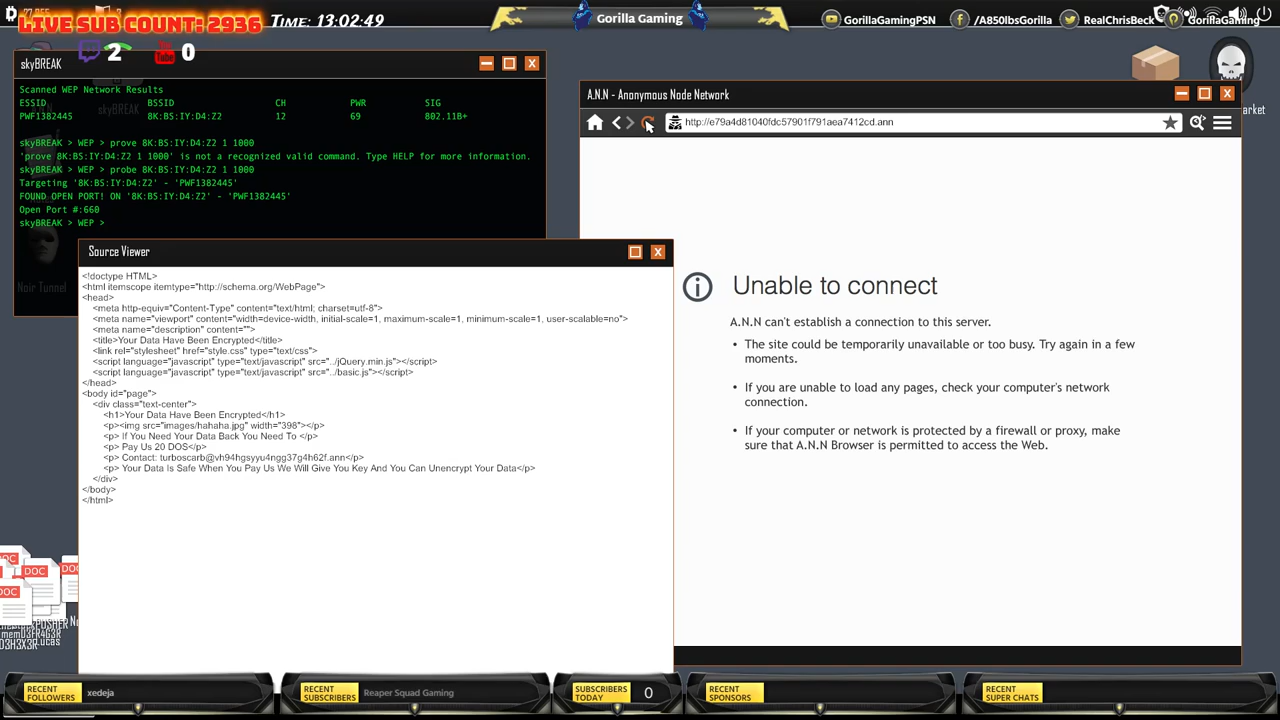 LIVE SUB COUNT: 2936
TIME: 13:02:49
Gorilla Gaming
GorillaGamingPSN
/A850lbsGorilla
RealChrisBeck
GorillaGaming
2
0
skyBREAK
Scanned WEP Network Results
ESSID BSSID CH PWR SIG
PWF1382445 8K:BS:IY:D4:Z2 12 69 802.11B+
skyBREAK > WEP > prove 8K:BS:IY:D4:Z2 1 1000
'prove 8K:BS:IY:D4:Z2 1 1000' is not a recognized valid command. Type HELP for more information.
skyBREAK > WEP > probe 8K:BS:IY:D4:Z2 1 1000
Targeting '8K:BS:IY:D4:Z2' - 'PWF1382445'
FOUND OPEN PORT! ON '8K:BS:IY:D4:Z2' - 'PWF1382445'
Open Port #:660
skyBREAK > WEP >
Noir Tunnel
A.N.N - Anonymous Node Network
http://e79a4d81040fdc57901f791aea7412cd.ann
Unable to connect
A.N.N can't establish a connection to this server.
• The site could be temporarily unavailable or too busy. Try again in a few
moments.
• If you are unable to load any pages, check your computer's network
connection.
• If your computer or network is protected by a firewall or proxy, make
sure that A.N.N Browser is permitted to access the Web.
Source Viewer
<!doctype HTML>
<html itemscope itemtype="http://schema.org/WebPage">
<head>
<meta http-equiv="Content-Type" content="text/html; charset=utf-8">
<meta name="viewport" content="width=device-width, initial-scale=1, maximum-scale=1, minimum-scale=1, user-scalable=no">
<meta name="description" content="">
<title>Your Data Have Been Encrypted</title>
<link rel="stylesheet" href="style.css" type="text/css">
<script language="javascript" type="text/javascript" src="../jQuery.min.js"></script>
<script language="javascript" type="text/javascript" src="../basic.js"></script>
</head>
<body id="page">
<div class="text-center">
<h1>Your Data Have Been Encrypted</h1>
<p><img src="images/hahaha.jpg" width="398"></p>
<p> If You Need Your Data Back You Need To </p>
<p> Pay Us 20 DOS</p>
<p> Contact: turboscarb@vh94hgsyyu4ngg37g4h62f.ann</p>
<p> Your Data Is Safe When You Pay Us We Will Give You Key And You Can Unencrypt Your Data</p>
</div>
</body>
</html>
DOC
DOC
DOC
DOC
RECENT
FOLLOWERS
xedeja
RECENT
SUBSCRIBERS
Reaper Squad Gaming
SUBSCRIBERS
TODAY
0
RECENT
SPONSORS
RECENT
SUPER CHATS